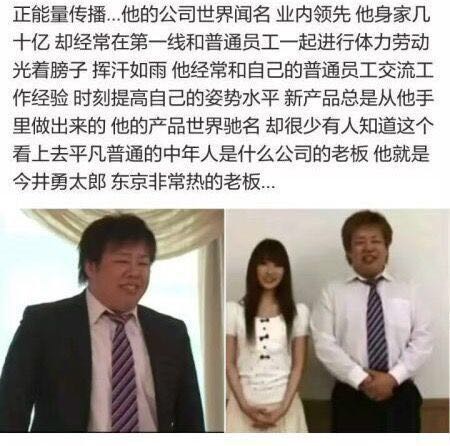 正能量传播...他的公司世界闻名 业内领先 他身家几
十亿 却经常在第一线和普通员工一起进行体力劳动
光着膀子 挥汗如雨 他经常和自己的普通员工交流工
作经验 时刻提高自己的姿势水平 新产品总是从他手
里做出来的 他的产品世界驰名 却很少有人知道这个
看上去平凡普通的中年人是什么公司的老板 他就是
今井勇太郎 东京非常热的老板...